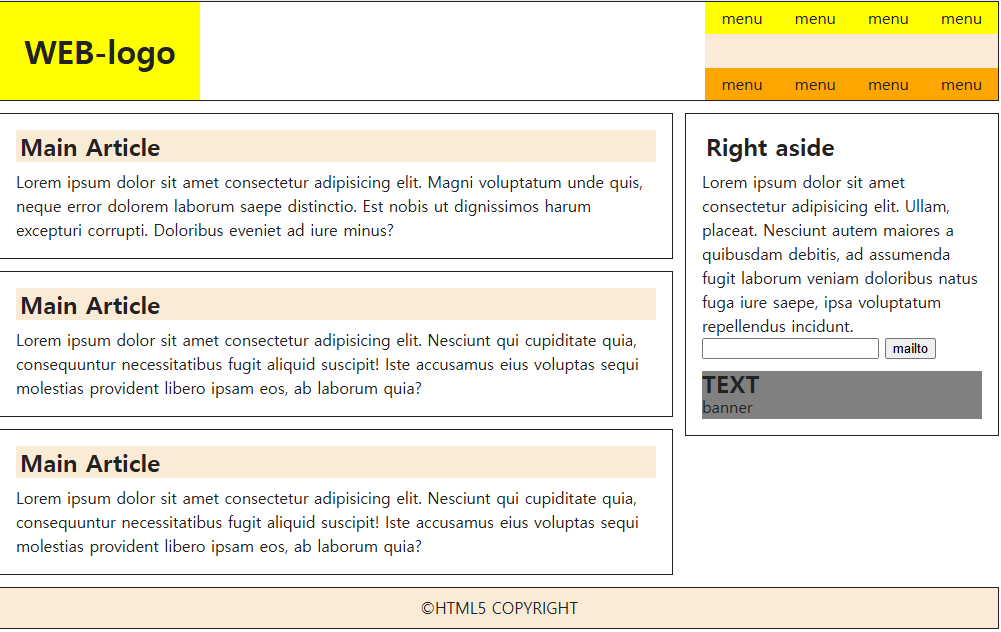 WEB-logo
menu menu menu menu
menu menu menu menu
Main Article
Lorem ipsum dolor sit amet consectetur adipisicing elit. Magni voluptatum unde quis,
neque error dolorem laborum saepe distinctio. Est nobis ut dignissimos harum
excepturi corrupti. Doloribus eveniet ad iure minus?
Main Article
Lorem ipsum dolor sit amet consectetur adipisicing elit. Nesciunt qui cupiditate quia,
consequuntur necessitatibus fugit aliquid suscipit! Iste accusamus eius voluptas sequi
molestias provident libero ipsam eos, ab laborum quia?
Main Article
Lorem ipsum dolor sit amet consectetur adipisicing elit. Nesciunt qui cupiditate quia,
consequuntur necessitatibus fugit aliquid suscipit! Iste accusamus eius voluptas sequi
molestias provident libero ipsam eos, ab laborum quia?
Right aside
Lorem ipsum dolor sit amet
consectetur adipisicing elit. Ullam,
placeat. Nesciunt autem maiores a
quibusdam debitis, ad assumenda
fugit laborum veniam doloribus natus
fuga iure saepe, ipsa voluptatum
repellendus incidunt.
mailto
TEXT
banner
©HTML5 COPYRIGHT